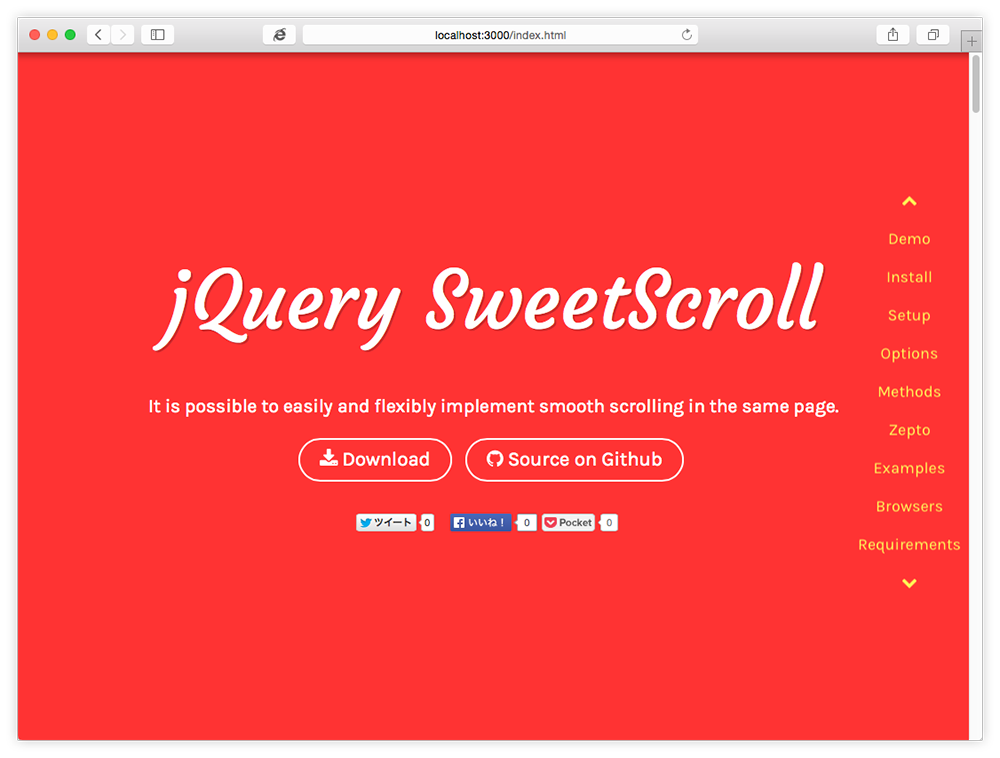 localhost:3000/index.html
jQuery SweetScroll
It is possible to easily and flexibly implement smooth scrolling in the same page.
Download
Source on Github
ツイート 0
いいね！ 0
Pocket 0
Demo
Install
Setup
Options
Methods
Zepto
Examples
Browsers
Requirements